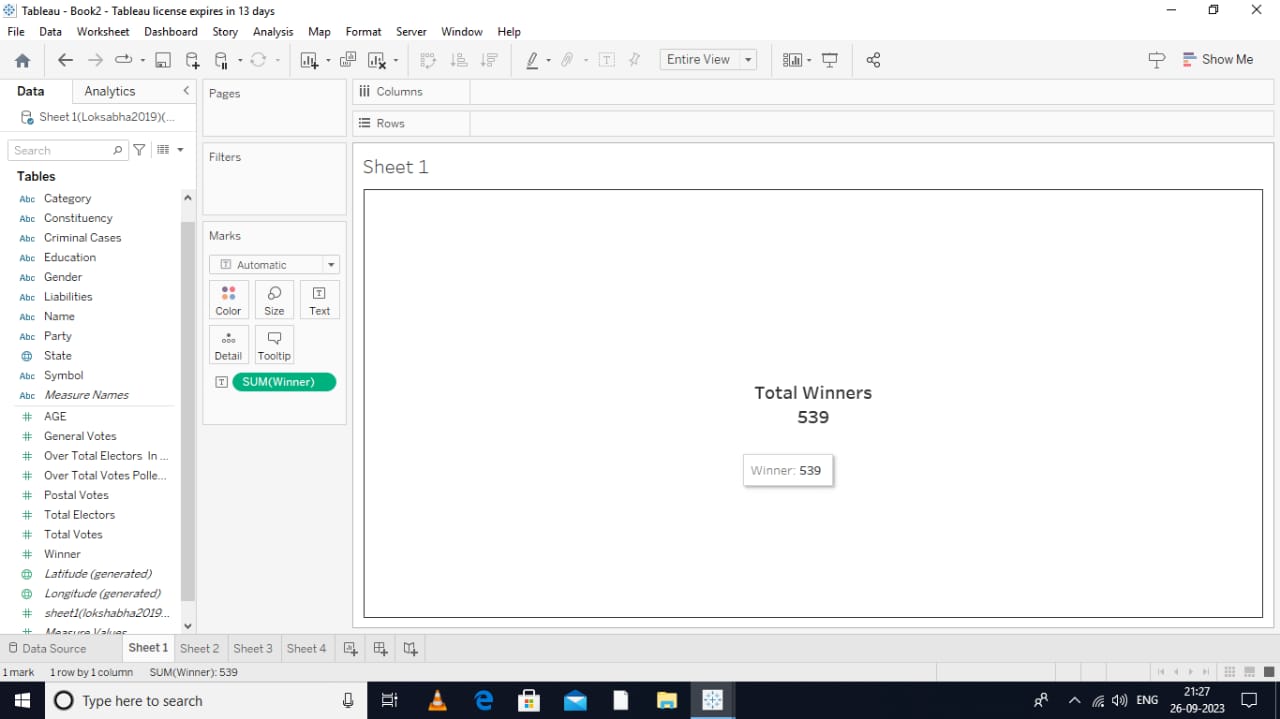 Tableau - Book2 - Tableau license expires in 13 days
File Data Worksheet Dashboard Story Analysis Map Format Server Window Help
Entire View
Show Me
Data Analytics
Sheet 1(Loksabha2019)(...
Search
Tables
Abc Category
Abc Constituency
Abc Criminal Cases
Abc Education
Abc Gender
Abc Liabilities
Abc Name
Abc Party
State
Abc Symbol
Abc Measure Names
# AGE
# General Votes
# Over Total Electors In ...
# Over Total Votes Polle...
# Postal Votes
# Total Electors
# Total Votes
# Winner
Latitude (generated)
Longitude (generated)
# sheet1(lokshabha2019...
# Measure Values
Pages
Filters
Marks
T Automatic
Color Size T Text
Detail Tooltip
T SUM(Winner)
Columns
Rows
Sheet 1
Total Winners
539
Winner: 539
Data Source Sheet 1 Sheet 2 Sheet 3 Sheet 4
1 mark 1 row by 1 column SUM(Winner): 539
Type here to search
ENG
21:27
26-09-2023